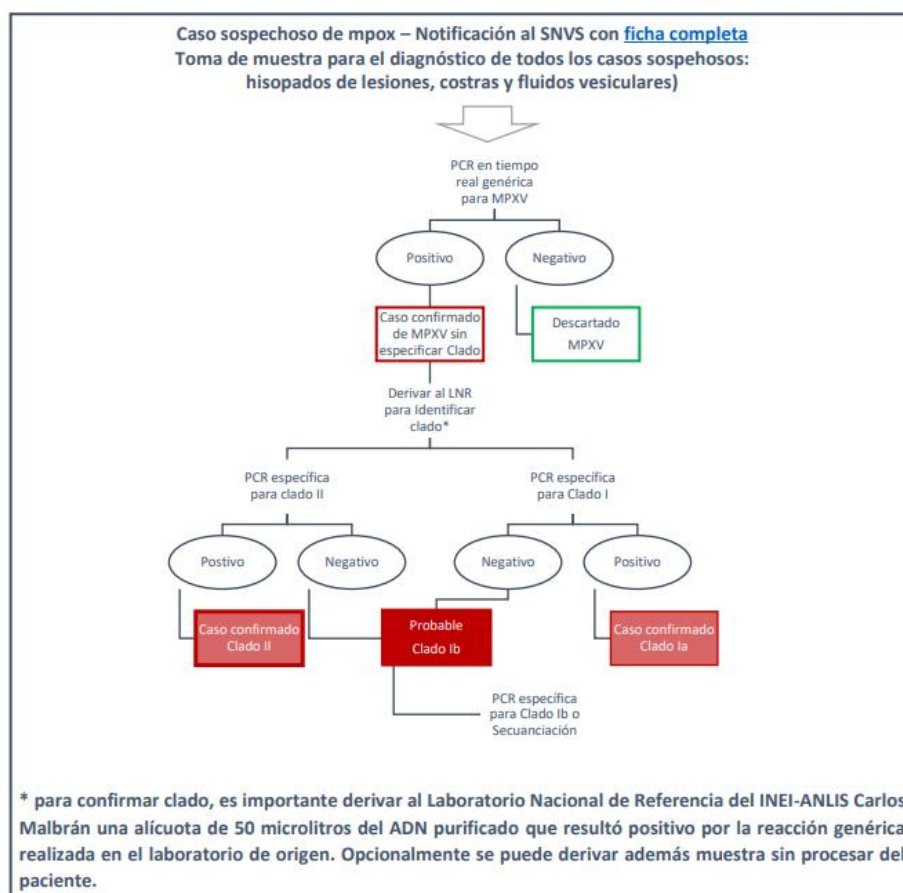 Caso sospechoso de mpox – Notificación al SNVS con ficha completa
Toma de muestra para el diagnóstico de todos los casos sospehosos:
hisopados de lesiones, costras y fluidos vesiculares)
PCR en tiempo
real genérica
para MPXV
Positivo
Negativo
Caso confirmado
de MPXV sin
especificar Clado
Descartado
MPXV
Derivar al LNR
para Identificar
clado*
PCR específica
para clado II
PCR específica
para Clado I
Postivo
Negativo
Negativo
Positivo
Caso confirmado
Clado II
Probable
Clado Ib
Caso confirmado
Clado Ia
PCR específica
para Clado Ib o
Secuanciación
* para confirmar clado, es importante derivar al Laboratorio Nacional de Referencia del INEI-ANLIS Carlos
Malbrán una alícuota de 50 microlitros del ADN purificado que resultó positivo por la reacción genérica
realizada en el laboratorio de origen. Opcionalmente se puede derivar además muestra sin procesar del
paciente.